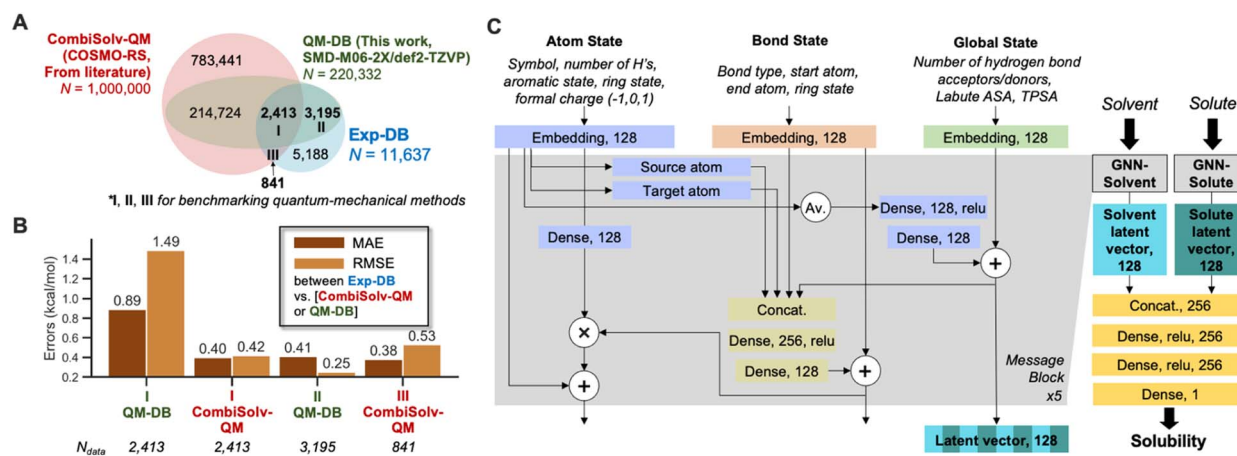 A
CombiSolv-QM
(COSMO-RS,
From literature)
N = 1,000,000
783,441
QM-DB (This work,
SMD-M06-2X/def2-TZVP)
N = 220,332
214,724
2,413
I
3,195
II
III
5,188
Exp-DB
N = 11,637
841
*I, II, III for benchmarking quantum-mechanical methods
B
Errors (kcal/mol)
1.4
1.2
1.0
0.8
0.6
0.4
0.2
0.89
1.49
0.40
0.42
0.41
0.25
0.38
0.53
MAE
RMSE
between Exp-DB
vs. [CombiSolv-QM
or QM-DB]
I
QM-DB
I
CombiSolv-
QM
II
QM-DB
III
CombiSolv-
QM
Ndata
2,413
2,413
3,195
841
C
Atom State
Symbol, number of H's,
aromatic state, ring state,
formal charge (-1,0,1)
Embedding, 128
Bond State
Bond type, start atom,
end atom, ring state
Embedding, 128
Global State
Number of hydrogen bond
acceptors/donors,
Labute ASA, TPSA
Embedding, 128
Source atom
Target atom
Av.
Dense, 128, relu
Dense, 128
Dense, 128
+
Concat.
Dense, 256, relu
Dense, 128
×
+
+
Message
Block
x5
Latent vector, 128
Solvent
Solute
GNN-
Solvent
GNN-
Solute
Solvent
latent
vector,
128
Solute
latent
vector,
128
Concat., 256
Dense, relu, 256
Dense, relu, 256
Dense, 1
Solubility